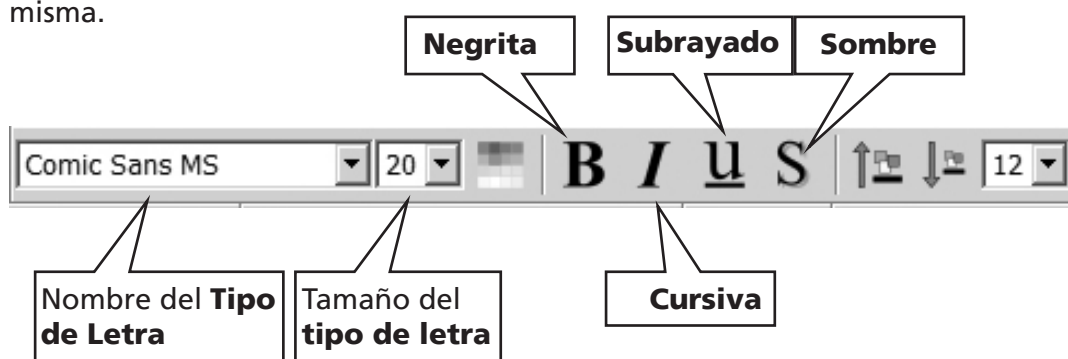 misma.
Negrita
Subrayado
Sombre
Comic Sans MS
20
B
I
u
S
12
Nombre del Tipo
de Letra
Tamaño del
tipo de letra
Cursiva